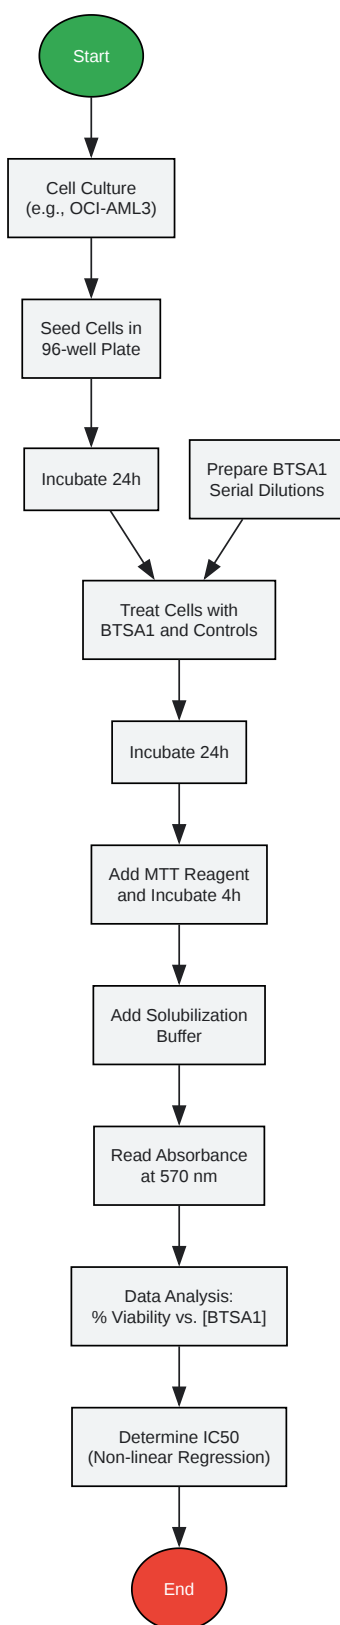 Start
Cell Culture
(e.g., OCI-AML3)
Seed Cells in
96-well Plate
Incubate 24h
Prepare BTSA1
Serial Dilutions
Treat Cells with
BTSA1 and Controls
Incubate 24h
Add MTT Reagent
and Incubate 4h
Add Solubilization
Buffer
Read Absorbance
at 570 nm
Data Analysis:
% Viability vs. [BTSA1]
Determine IC50
(Non-linear Regression)
End